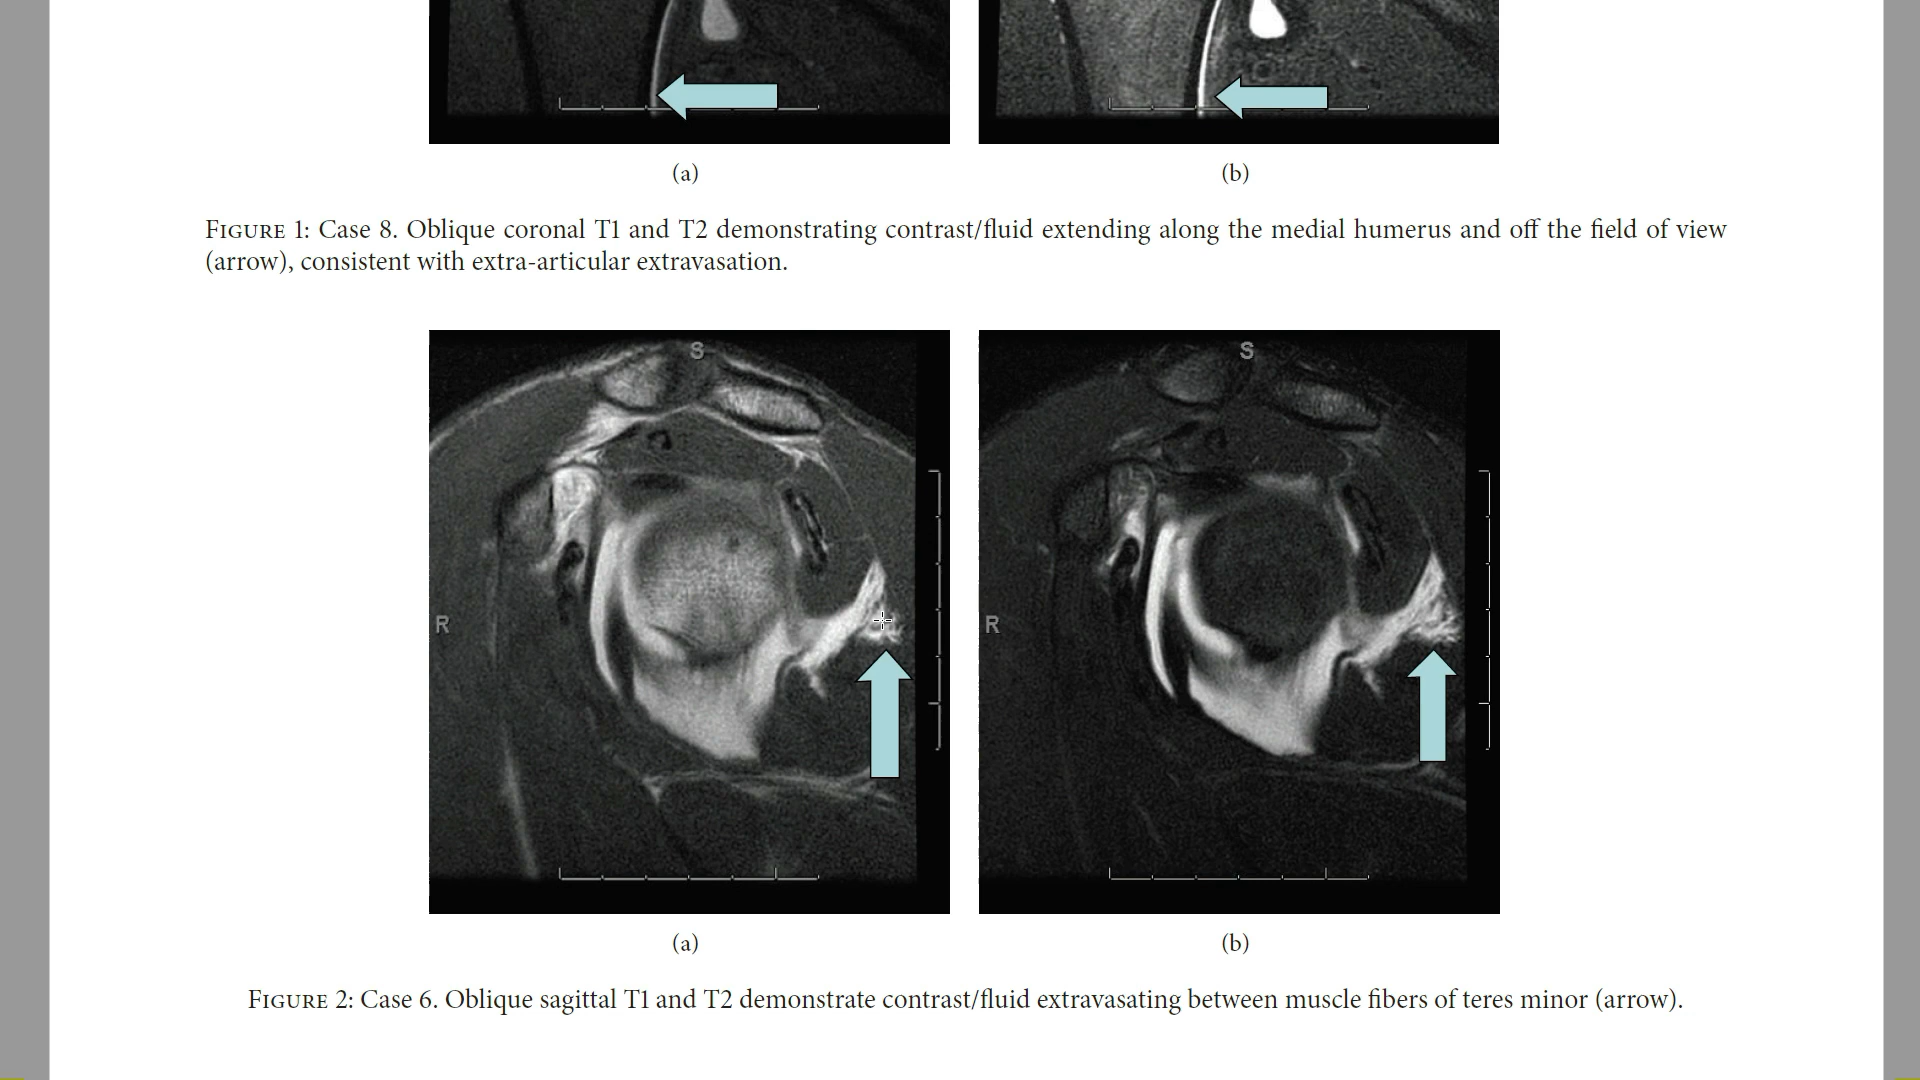 (a)
(b)
FIGURE 1: Case 8. Oblique coronal T1 and T2 demonstrating contrast/fluid extending along the medial humerus and off the field of view
(arrow), consistent with extra-articular extravasation.
S
S
R
R
(a)
(b)
FIGURE 2: Case 6. Oblique sagittal T1 and T2 demonstrate contrast/fluid extravasating between muscle fibers of teres minor (arrow).